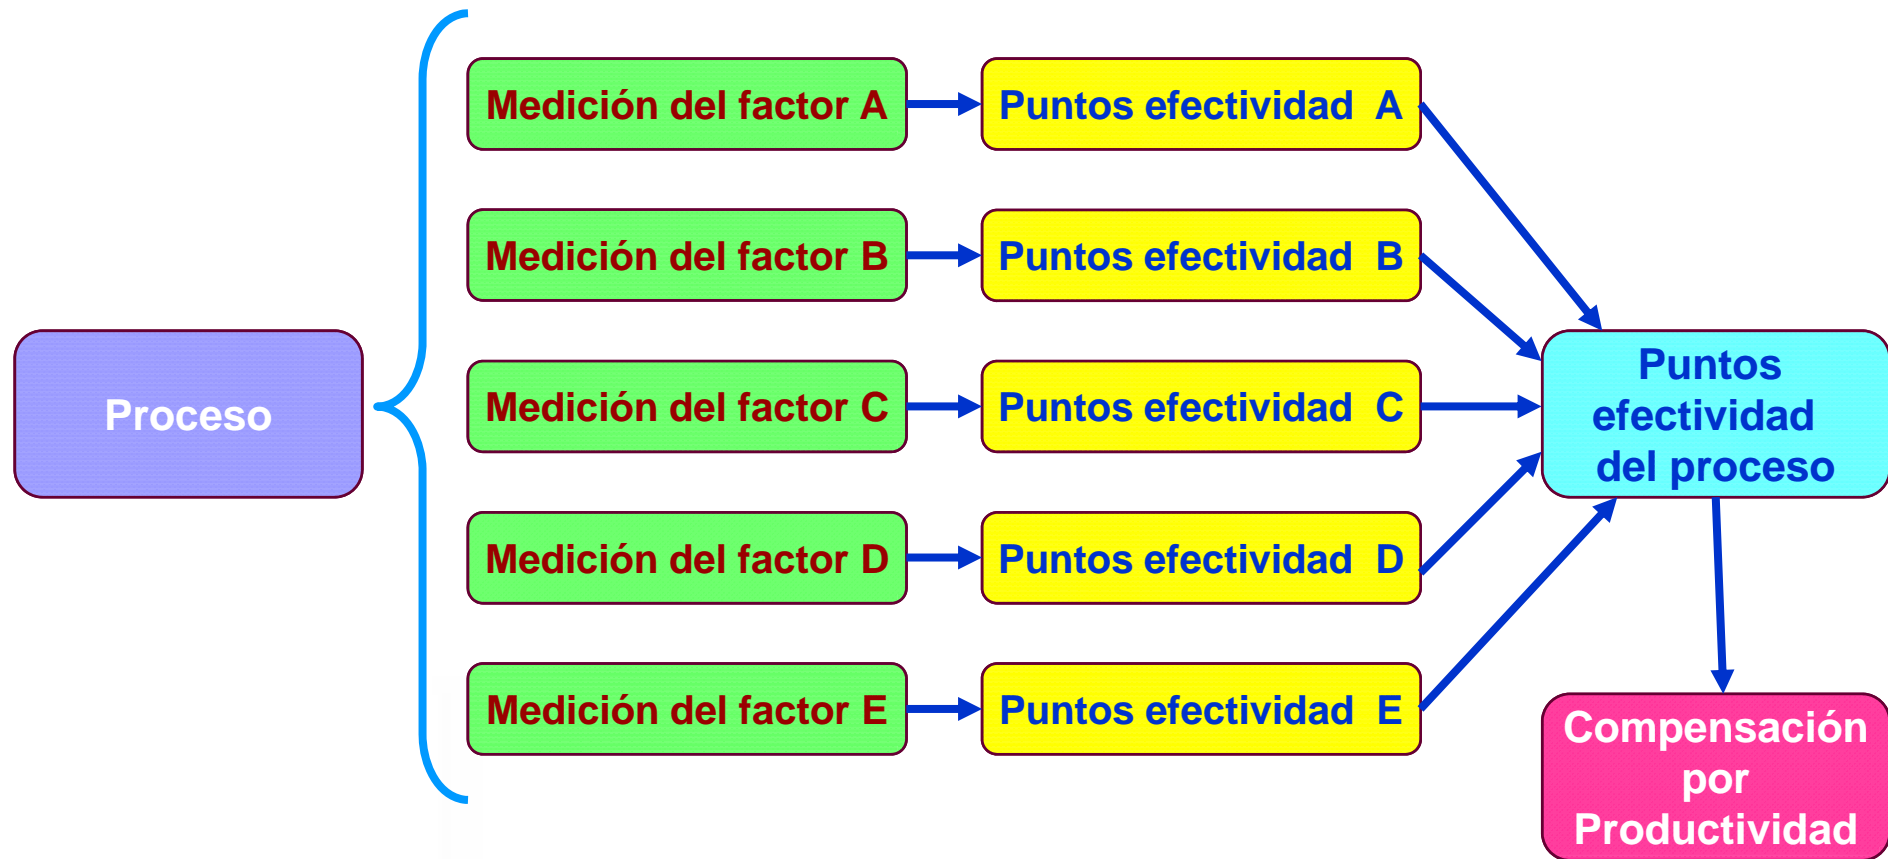 Proceso
Medición del factor A
Puntos efectividad  A
Medición del factor B
Puntos efectividad  B
Medición del factor C
Puntos efectividad  C
Medición del factor D
Puntos efectividad  D
Medición del factor E
Puntos efectividad  E
Puntos
efectividad
del proceso
Compensación
por
Productividad